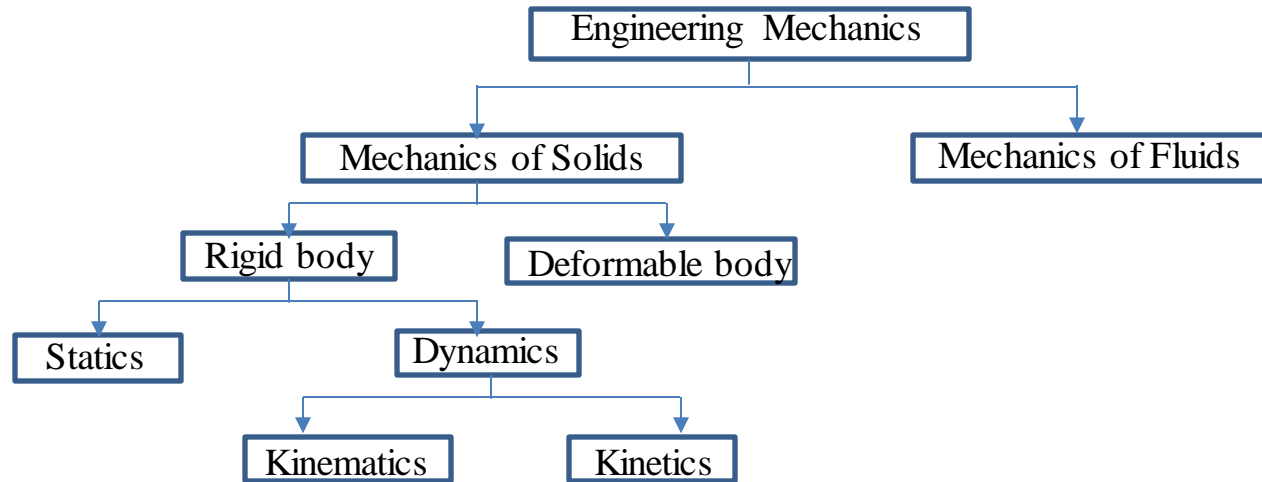 Engineering Mechanics
Mechanics of Solids
Mechanics of Fluids
Rigid body
Deformable body
Statics
Dynamics
Kinematics
Kinetics